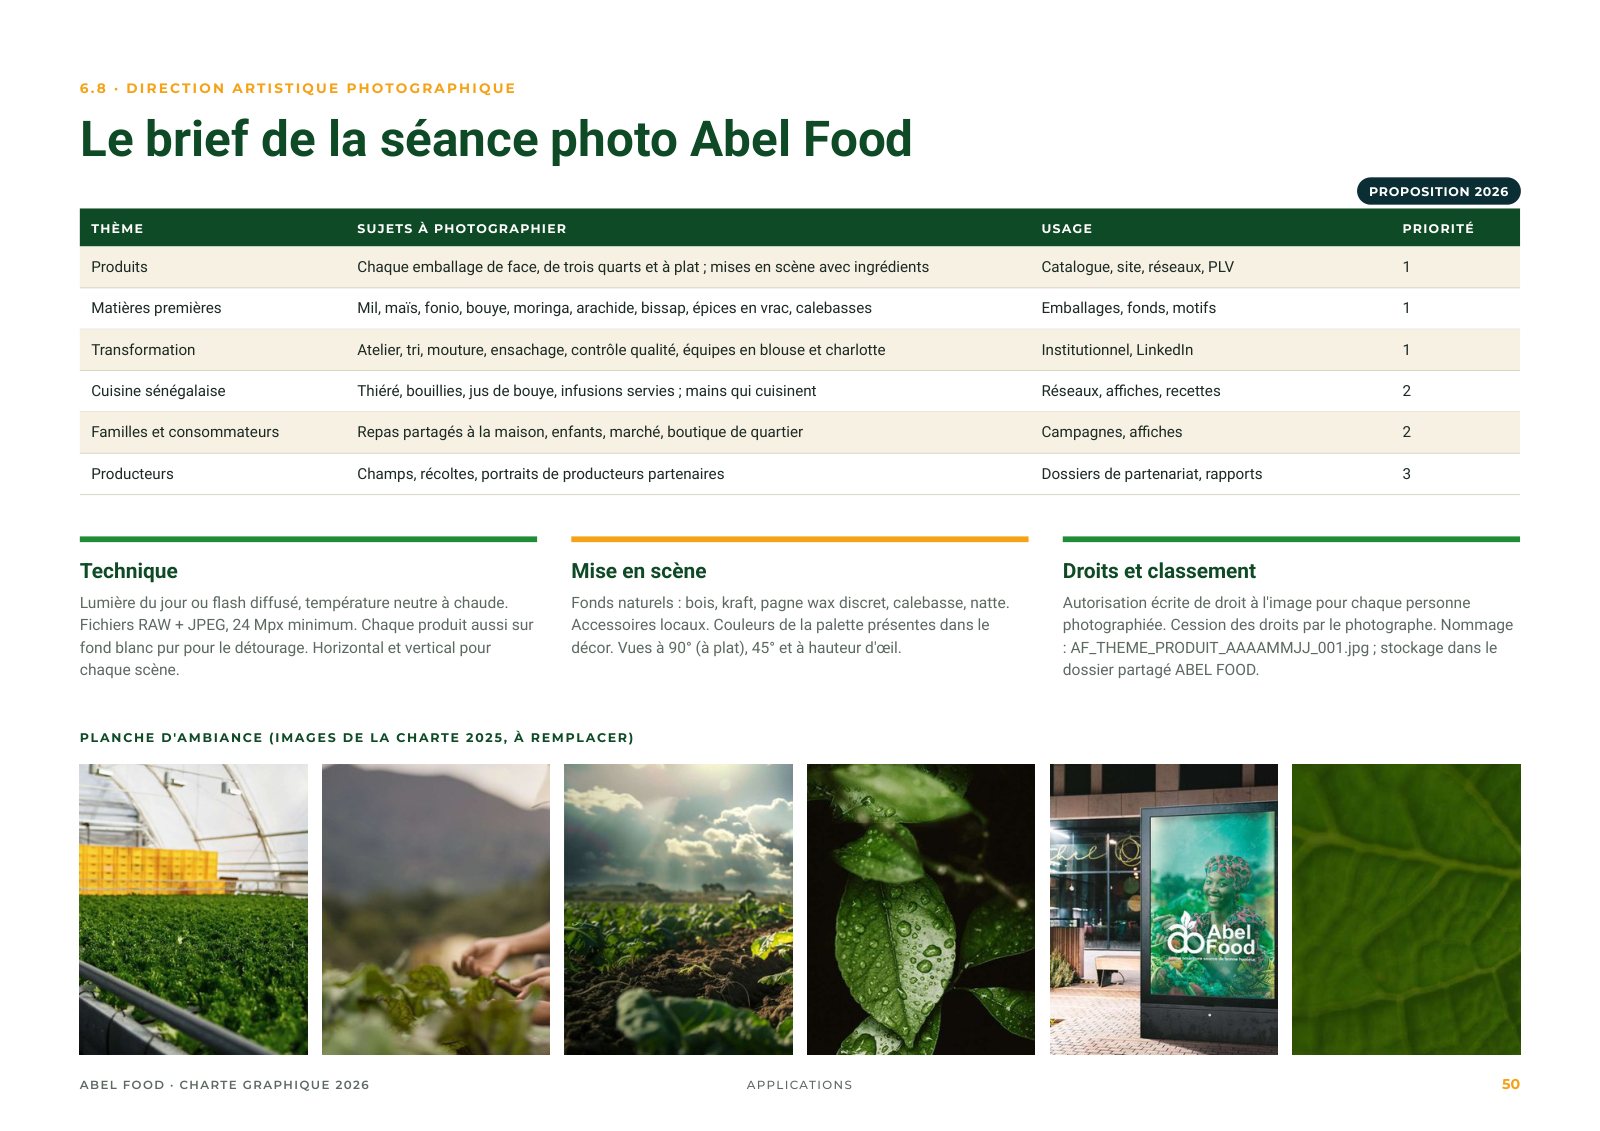 6.8 · DIRECTION ARTISTIQUE PHOTOGRAPHIQUE
Le brief de la séance photo Abel Food
PROPOSITION 2026
THÈME SUJETS À PHOTOGRAPHIER USAGE PRIORITÉ
Produits Chaque emballage de face, de trois quarts et à plat ; mises en scène avec ingrédients Catalogue, site, réseaux, PLV 1
Matières premières Mil, maïs, fonio, bouye, moringa, arachide, bissap, épices en vrac, calebasses Emballages, fonds, motifs 1
Transformation Atelier, tri, mouture, ensachage, contrôle qualité, équipes en blouse et charlotte Institutionnel, LinkedIn 1
Cuisine sénégalaise Thiéré, bouillies, jus de bouye, infusions servies ; mains qui cuisinent Réseaux, affiches, recettes 2
Familles et consommateurs Repas partagés à la maison, enfants, marché, boutique de quartier Campagnes, affiches 2
Producteurs Champs, récoltes, portraits de producteurs partenaires Dossiers de partenariat, rapports 3
Technique
Lumière du jour ou flash diffusé, température neutre à chaude.
Fichiers RAW + JPEG, 24 Mpx minimum. Chaque produit aussi sur
fond blanc pur pour le détourage. Horizontal et vertical pour
chaque scène.
Mise en scène
Fonds naturels : bois, kraft, pagne wax discret, calebasse, natte.
Accessoires locaux. Couleurs de la palette présentes dans le
décor. Vues à 90° (à plat), 45° et à hauteur d'œil.
Droits et classement
Autorisation écrite de droit à l'image pour chaque personne
photographiée. Cession des droits par le photographe. Nommage
: AF_THEME_PRODUIT_AAAAMMJJ_001.jpg ; stockage dans le
dossier partagé ABEL FOOD.
PLANCHE D'AMBIANCE (IMAGES DE LA CHARTE 2025, À REMPLACER)
Abel
Food
ABEL FOOD · CHARTE GRAPHIQUE 2026 APPLICATIONS 50